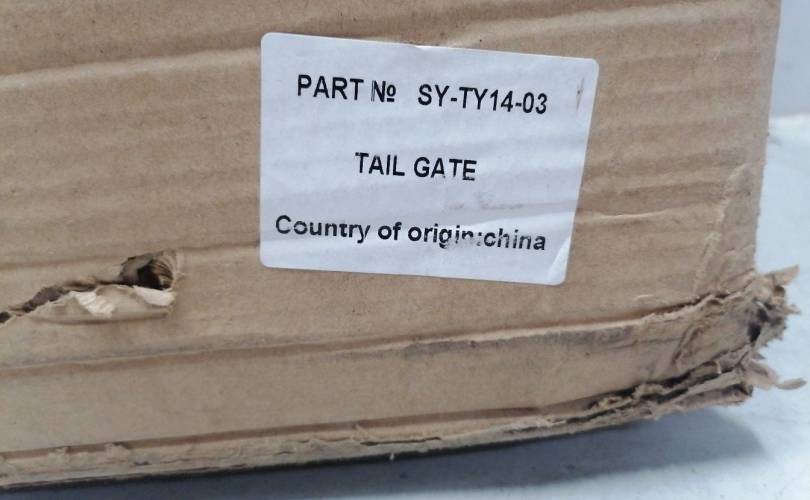 PART № SY-TY14-03
TAIL GATE
Country of origin:china